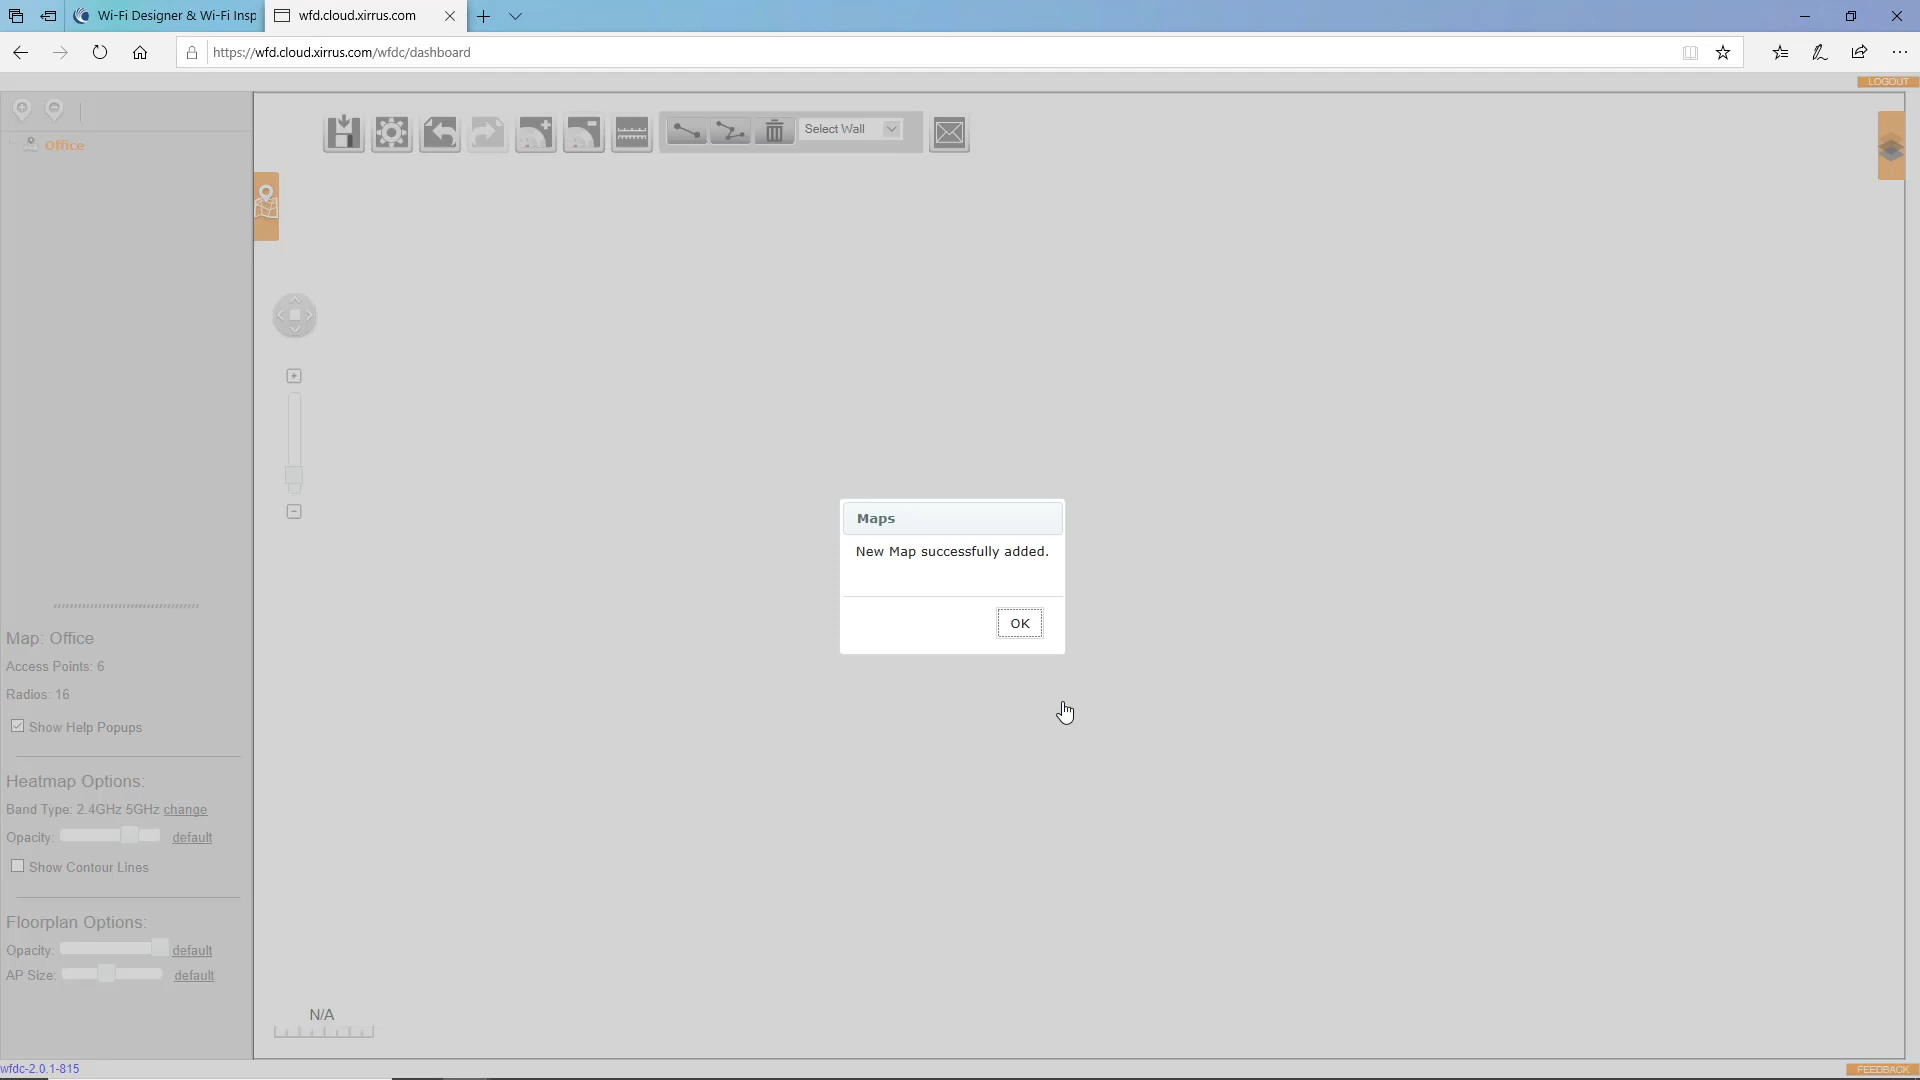 Wi-Fi Designer & Wi-Fi Insp
wfd.cloud.xirrus.com
https://wfd.cloud.xirrus.com/wfdc/dashboard
LOGOUT
Office
Select Wall
Maps
New Map successfully added.
OK
Map: Office
Access Points: 6
Radios: 16
Show Help Popups
Heatmap Options:
Band Type: 2.4GHz 5GHz change
Opacity: default
Show Contour Lines
Floorplan Options:
Opacity: default
AP Size: default
N/A
wfdc-2.0.1-815
FEEDBACK